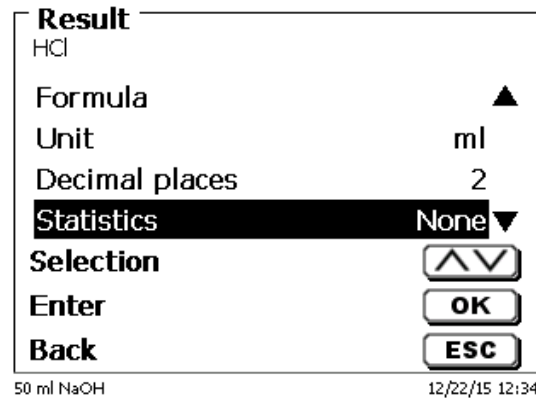 Result
HCl
Formula
Unit ml
Decimal places 2
Statistics None
Selection
Enter OK
Back ESC
50 ml NaOH 12/22/15 12:34